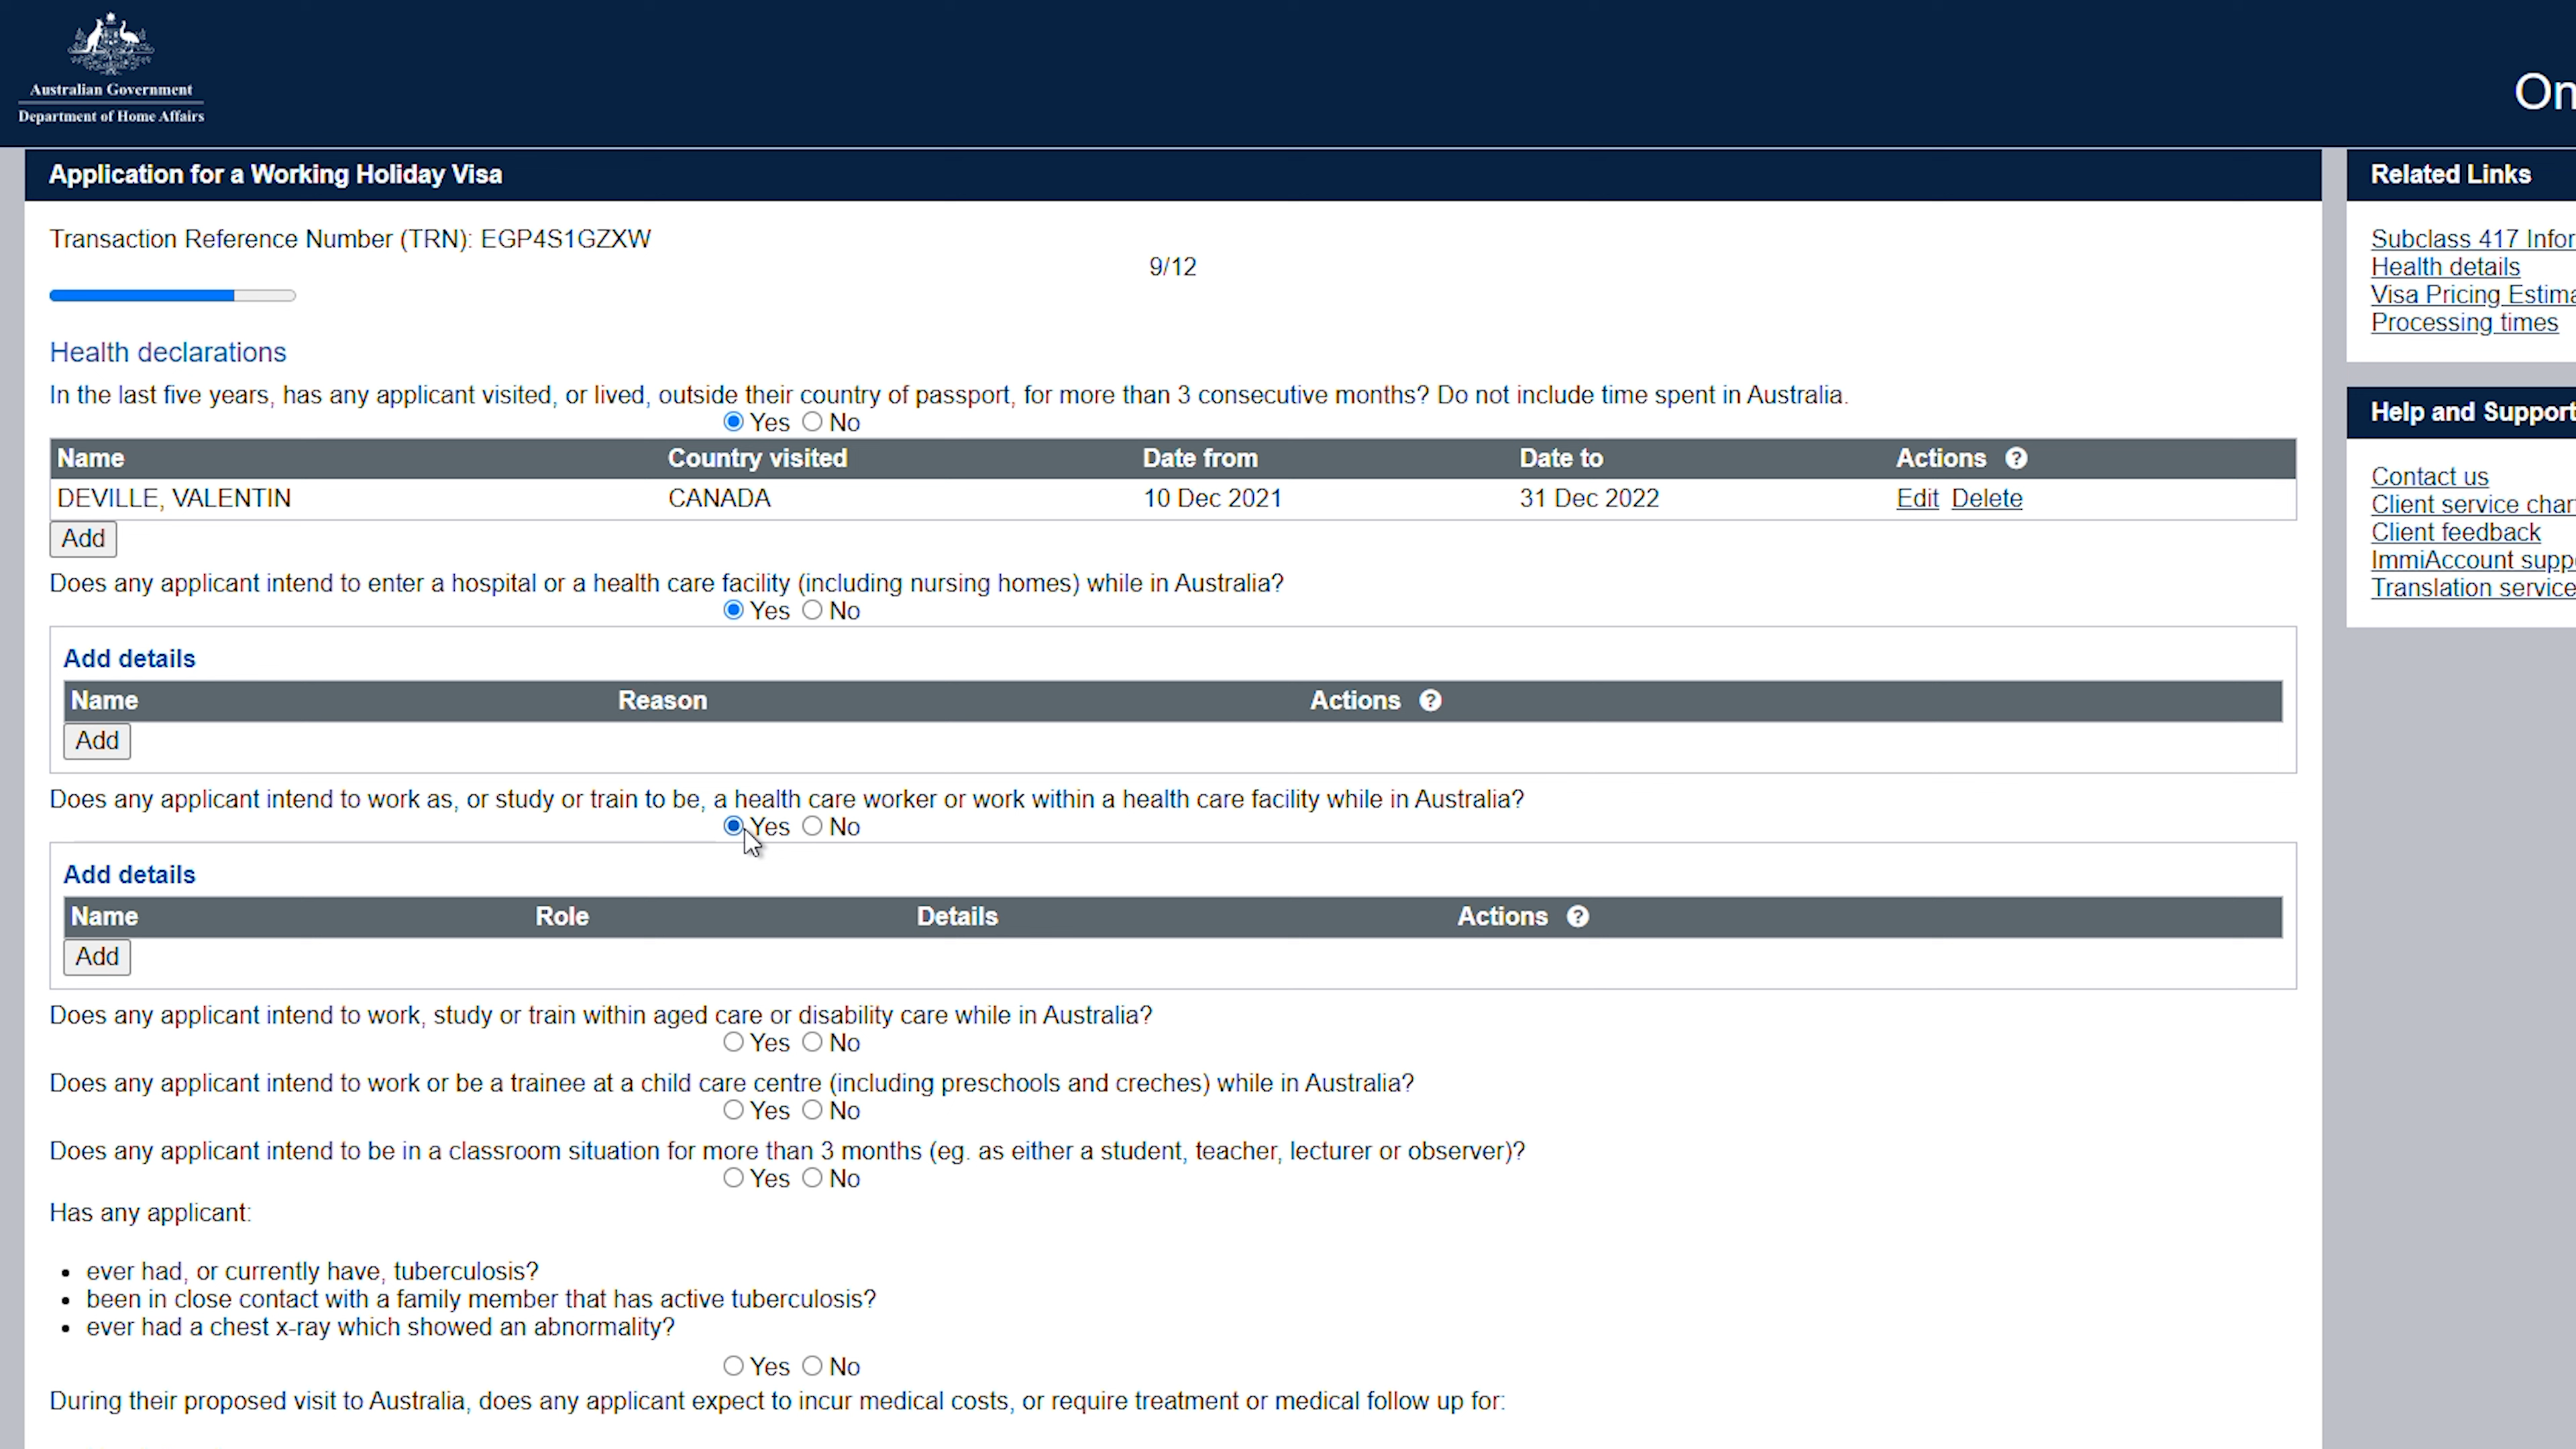 Australian Government
Department of Home Affairs
On
Application for a Working Holiday Visa
Transaction Reference Number (TRN): EGP4S1GZXW
9/12
Health declarations
In the last five years, has any applicant visited, or lived, outside their country of passport, for more than 3 consecutive months? Do not include time spent in Australia.
Yes No
Name Country visited Date from Date to Actions ?
DEVILLE, VALENTIN CANADA 10 Dec 2021 31 Dec 2022 Edit Delete
Add
Does any applicant intend to enter a hospital or a health care facility (including nursing homes) while in Australia?
Yes No
Add details
Name Reason Actions ?
Add
Does any applicant intend to work as, or study or train to be, a health care worker or work within a health care facility while in Australia?
Yes No
Add details
Name Role Details Actions ?
Add
Does any applicant intend to work, study or train within aged care or disability care while in Australia?
Yes No
Does any applicant intend to work or be a trainee at a child care centre (including preschools and creches) while in Australia?
Yes No
Does any applicant intend to be in a classroom situation for more than 3 months (eg. as either a student, teacher, lecturer or observer)?
Yes No
Has any applicant:
• ever had, or currently have, tuberculosis?
• been in close contact with a family member that has active tuberculosis?
• ever had a chest x-ray which showed an abnormality?
Yes No
During their proposed visit to Australia, does any applicant expect to incur medical costs, or require treatment or medical follow up for:
Related Links
Subclass 417 Infor
Health details
Visa Pricing Estima
Processing times
Help and Support
Contact us
Client service char
Client feedback
ImmiAccount supp
Translation service